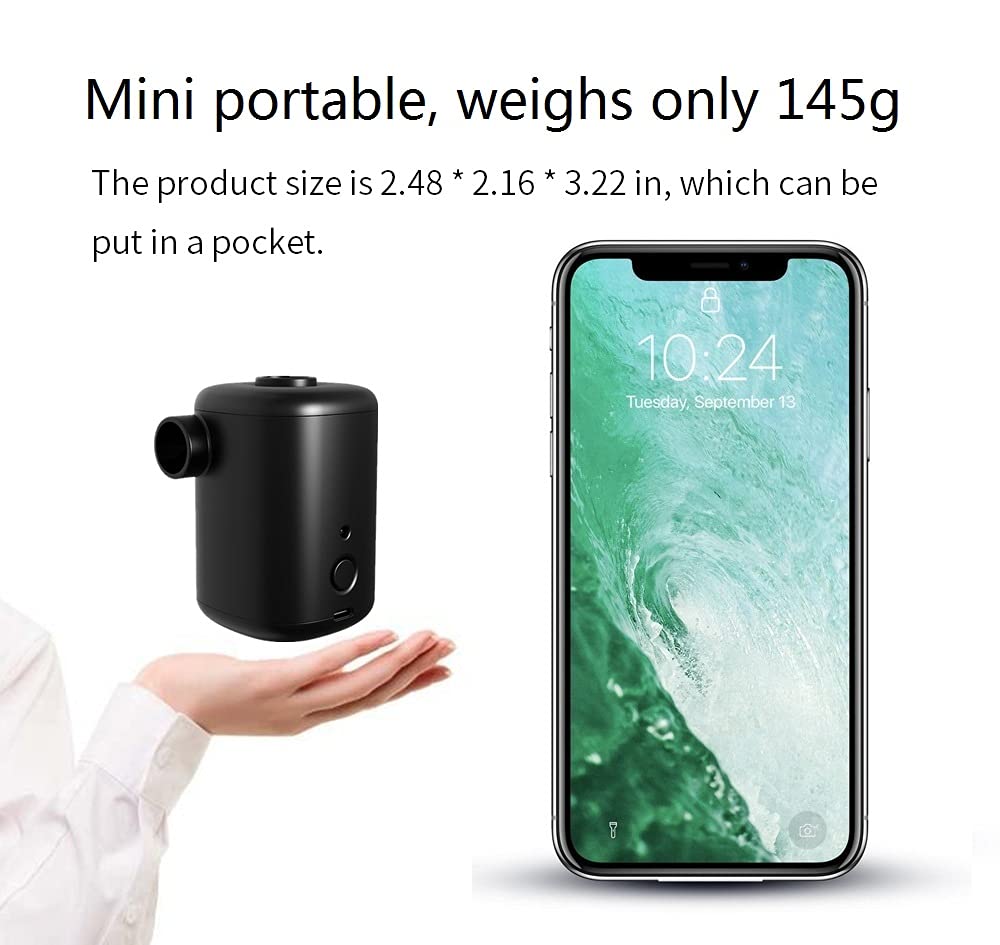 Mini portable, weighs only 145g
The product size is 2.48 * 2.16 * 3.22 in, which can be
put in a pocket.
10:24
Tuesday, September 13